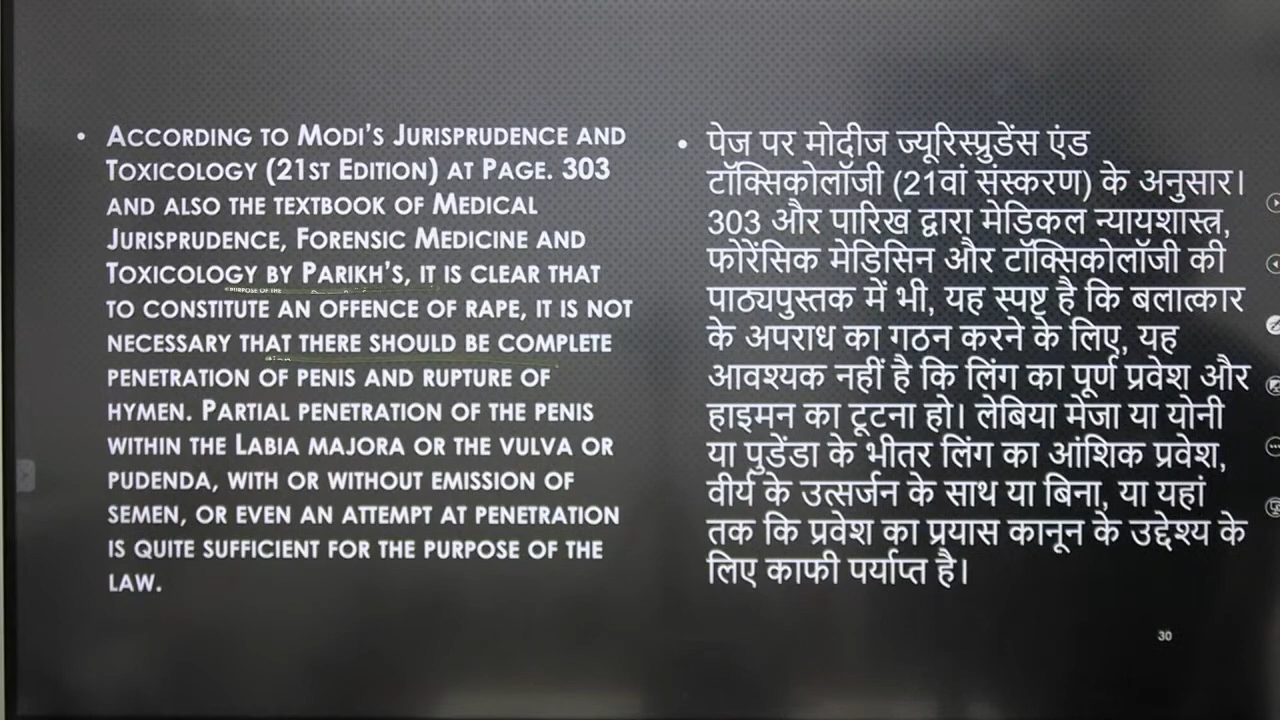 • ACCORDING TO MODI'S JURISPRUDENCE AND
TOXICOLOGY (21ST EDITION) AT PAGE. 303
AND ALSO THE TEXTBOOK OF MEDICAL
JURISPRUDENCE, FORENSIC MEDICINE AND
TOXICOLOGY BY PARIKH'S, IT IS CLEAR THAT
PURPOSE OF THE
TO CONSTITUTE AN OFFENCE OF RAPE, IT IS NOT
NECESSARY THAT THERE SHOULD BE COMPLETE
PENETRATION OF PENIS AND RUPTURE OF
HYMEN. PARTIAL PENETRATION OF THE PENIS
WITHIN THE LABIA MAJORA OR THE VULVA OR
PUDENDA, WITH OR WITHOUT EMISSION OF
SEMEN, OR EVEN AN ATTEMPT AT PENETRATION
IS QUITE SUFFICIENT FOR THE PURPOSE OF THE
LAW.
• पेज पर मोदीज ज्यूरिस्प्रुडेंस एंड
टॉक्सिकोलॉजी (21वां संस्करण) के अनुसार।
303 और पारिख द्वारा मेडिकल न्यायशास्त्र,
फोरेंसिक मेडिसिन और टॉक्सिकोलॉजी की
पाठ्यपुस्तक में भी, यह स्पष्ट है कि बलात्कार
के अपराध का गठन करने के लिए, यह
आवश्यक नहीं है कि लिंग का पूर्ण प्रवेश और
हाइमन का टूटना हो। लेबिया मेजा या योनी
या पुडेंडा के भीतर लिंग का आंशिक प्रवेश,
वीर्य के उत्सर्जन के साथ या बिना, या यहां
तक कि प्रवेश का प्रयास कानून के उद्देश्य के
लिए काफी पर्याप्त है।
30